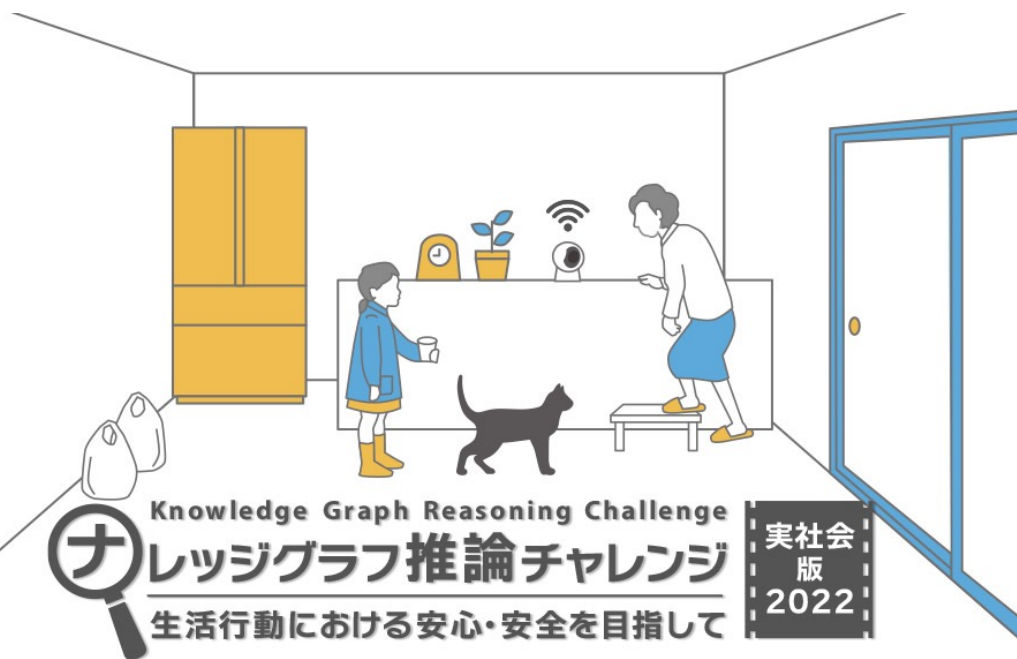 Knowledge Graph Reasoning Challenge
ナレッジグラフ推論チャレンジ
生活行動における安心・安全を目指して
実社会
版
2022